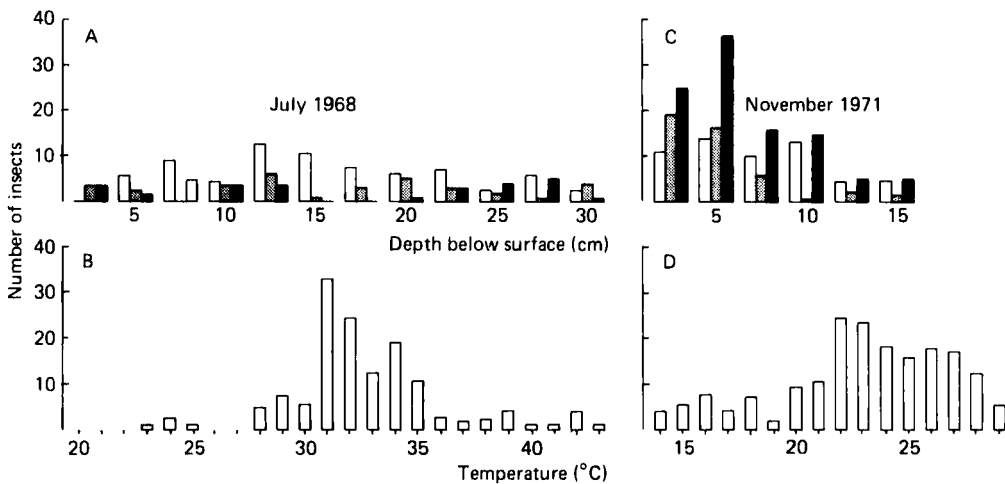 40
A
C
30
July 1968
November 1971
20
10
5 10 15 20 25 30
5 10 15
Depth below surface (cm)
Number of insects
40
B
D
30
20
10
20 25 30 35 40
15 20 25
Temperature (°C)